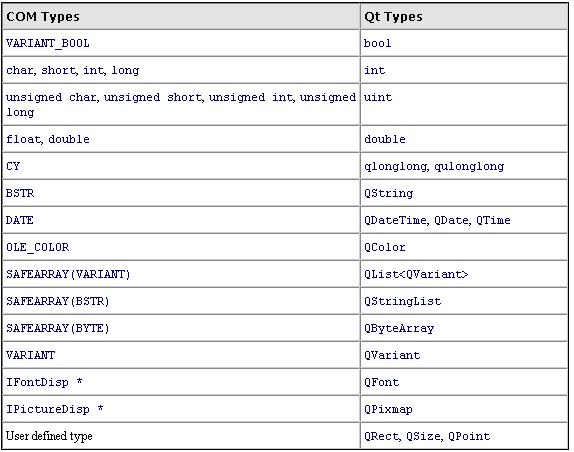 COM Types Qt Types
VARIANT_BOOL bool
char, short, int, long int
unsigned char, unsigned short, unsigned int, unsigned uint
long
float, double double
CY qlonglong, qulonglong
BSTR QString
DATE QDateTime, QDate, QTime
OLE_COLOR QColor
SAFEARRAY(VARIANT) QList<QVariant>
SAFEARRAY(BSTR) QStringList
SAFEARRAY(BYTE) QByteArray
VARIANT QVariant
IFontDisp * QFont
IPictureDisp * QPixmap
User defined type QRect, QSize, QPoint